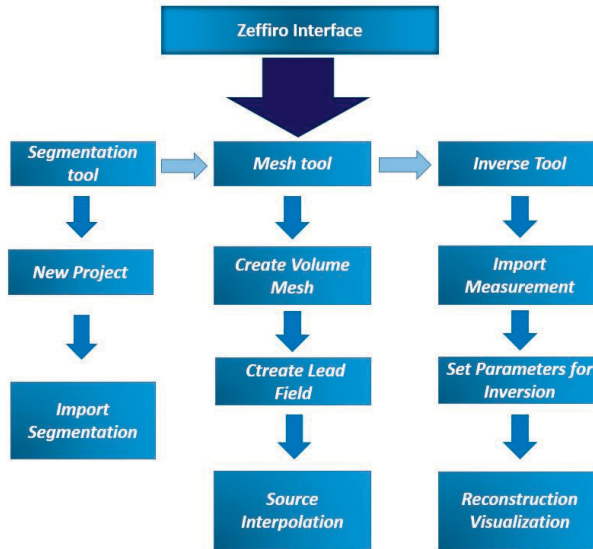 Zeffiro Interface
Segmentation
tool
Mesh tool
Inverse Tool
New Project
Create Volume
Mesh
Import
Measurement
Ctreate Lead
Field
Set Parameters for
Inversion
Import
Segmentation
Source
Interpolation
Reconstruction
Visualization